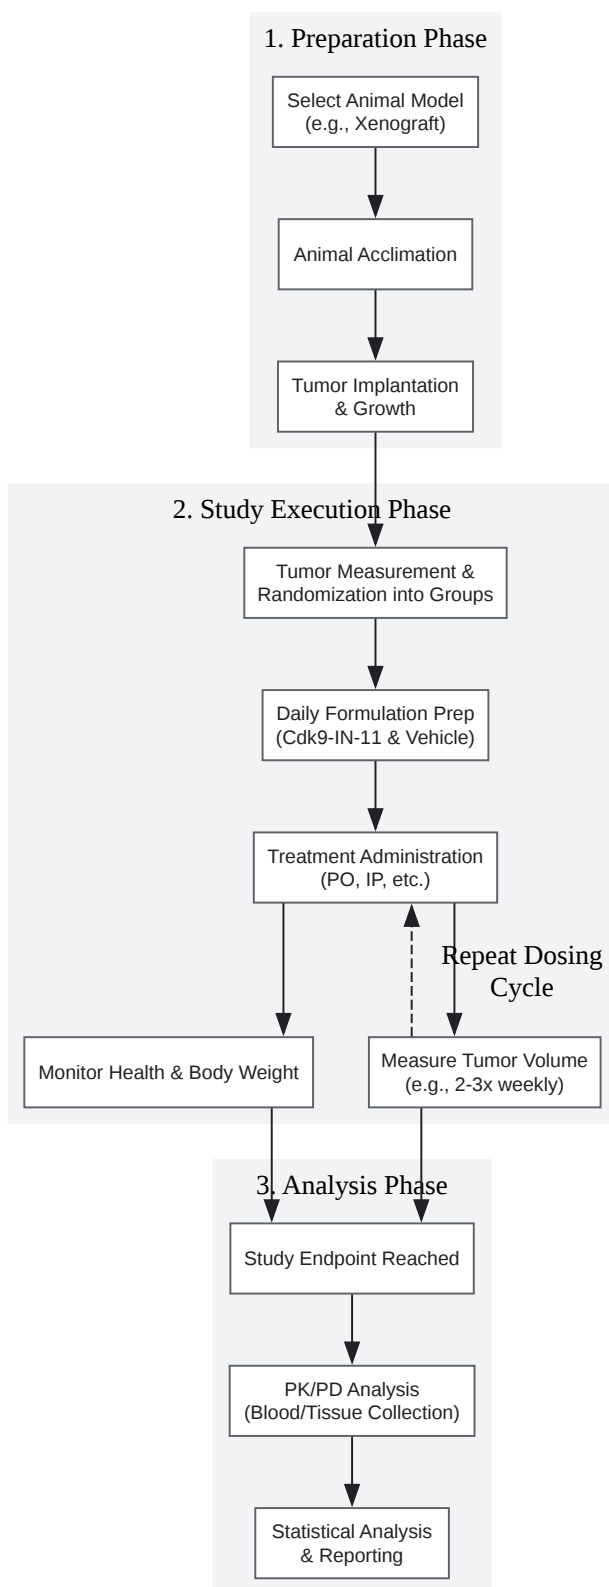 1. Preparation Phase
Select Animal Model
(e.g., Xenograft)
Animal Acclimation
Tumor Implantation
& Growth
2. Study Execution Phase
Tumor Measurement &
Randomization into Groups
Daily Formulation Prep
(Cdk9-IN-11 & Vehicle)
Treatment Administration
(PO, IP, etc.)
Repeat Dosing
Cycle
Monitor Health & Body Weight
Measure Tumor Volume
(e.g., 2-3x weekly)
3. Analysis Phase
Study Endpoint Reached
PK/PD Analysis
(Blood/Tissue Collection)
Statistical Analysis
& Reporting